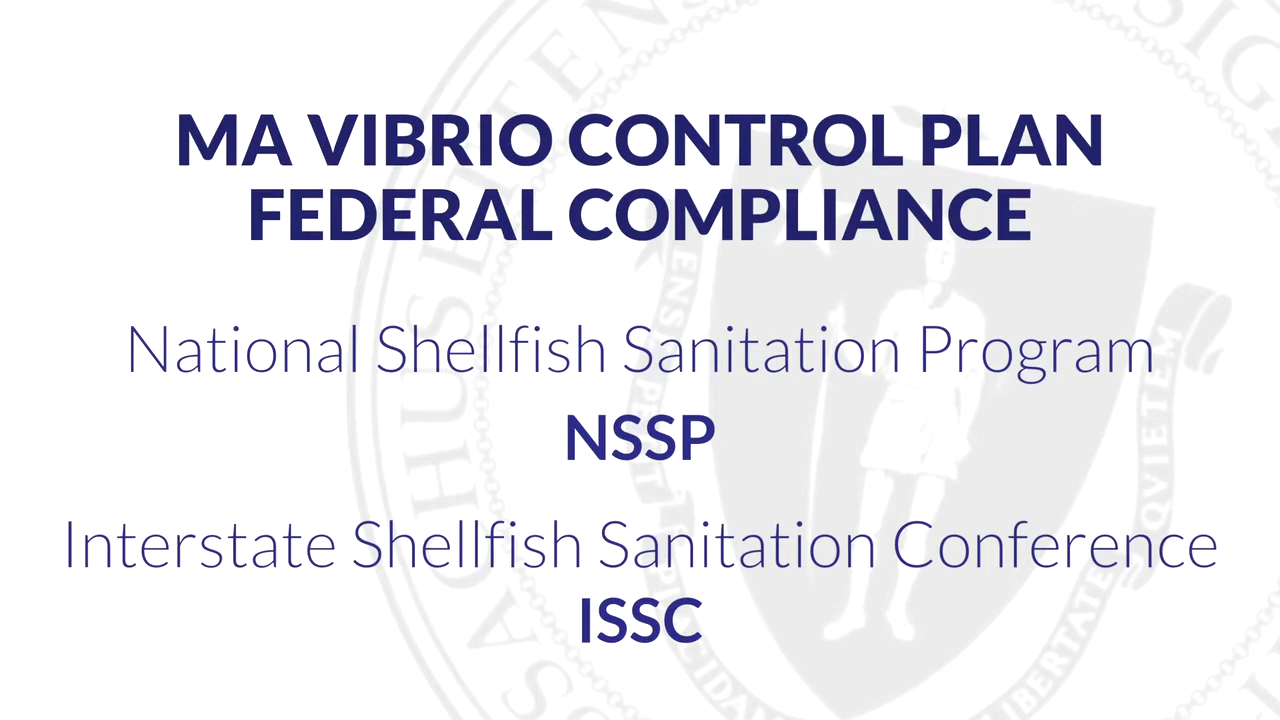 MA VIBRIO CONTROL PLAN
FEDERAL COMPLIANCE
National Shellfish Sanitation Program
NSSP
Interstate Shellfish Sanitation Conference
ISSC